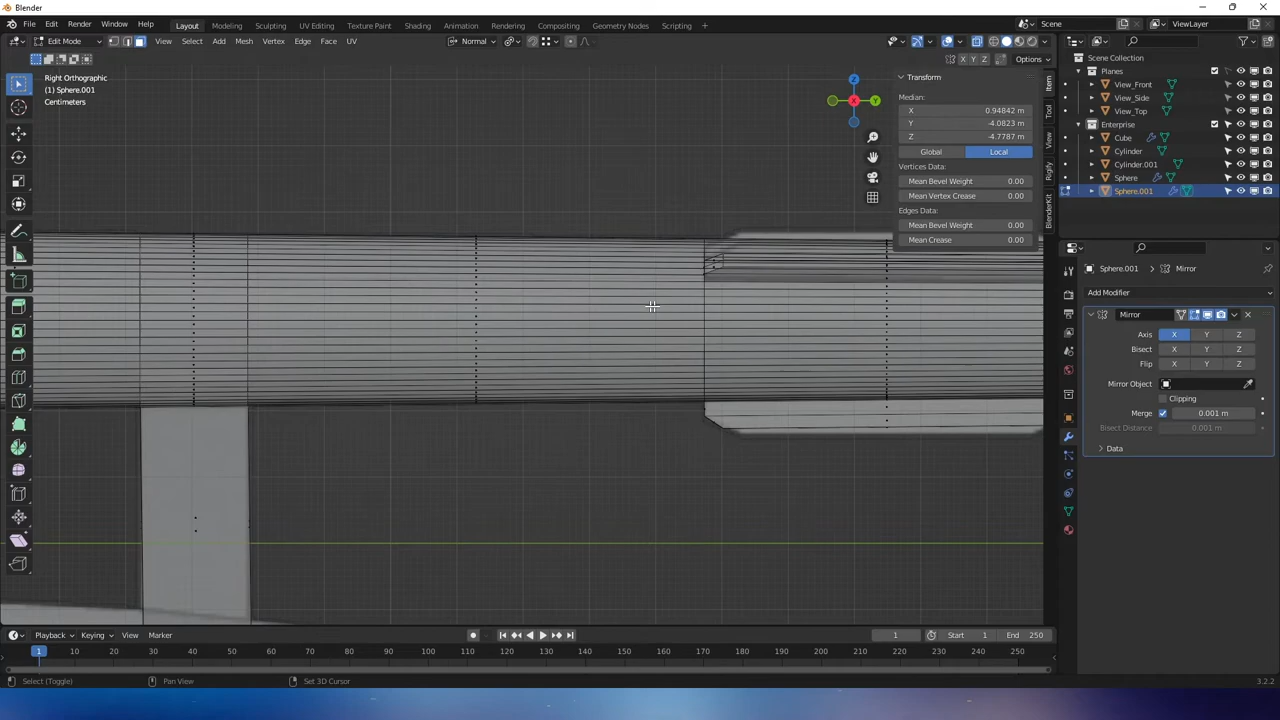 Blender
File Edit Render Window Help Layout Modeling Sculpting UV Editing Texture Paint Shading Animation Rendering Compositing Geometry Nodes Scripting + Scene ViewLayer
Edit Mode View Select Add Mesh Vertex Edge Face UV Normal
X Y Z Options
Right Orthographic
(1) Sphere.001
Centimeters
Z
X
Y
Transform
Median:
X 0.94842 m
Y -4.0823 m
Z -4.7787 m
Global Local
Vertices Data:
Mean Bevel Weight 0.00
Mean Vertex Crease 0.00
Edges Data:
Mean Bevel Weight 0.00
Mean Crease 0.00
Item
Tool
View
Rigify
BlenderKit
Scene Collection
Planes
View_Front
View_Side
View_Top
Enterprise
Cube
Cylinder
Cylinder.001
Sphere
Sphere.001
Sphere.001 Mirror
Add Modifier
Mirror
Axis X Y Z
Bisect X Y Z
Flip X Y Z
Mirror Object
Clipping
Merge 0.001 m
Bisect Distance 0.001 m
Data
Playback Keying View Marker 1 Start 1 End 250
1 10 20 30 40 50 60 70 80 90 100 110 120 130 140 150 160 170 180 190 200 210 220 230 240 250
Select (Toggle) Pan View Set 3D Cursor 3.2.2